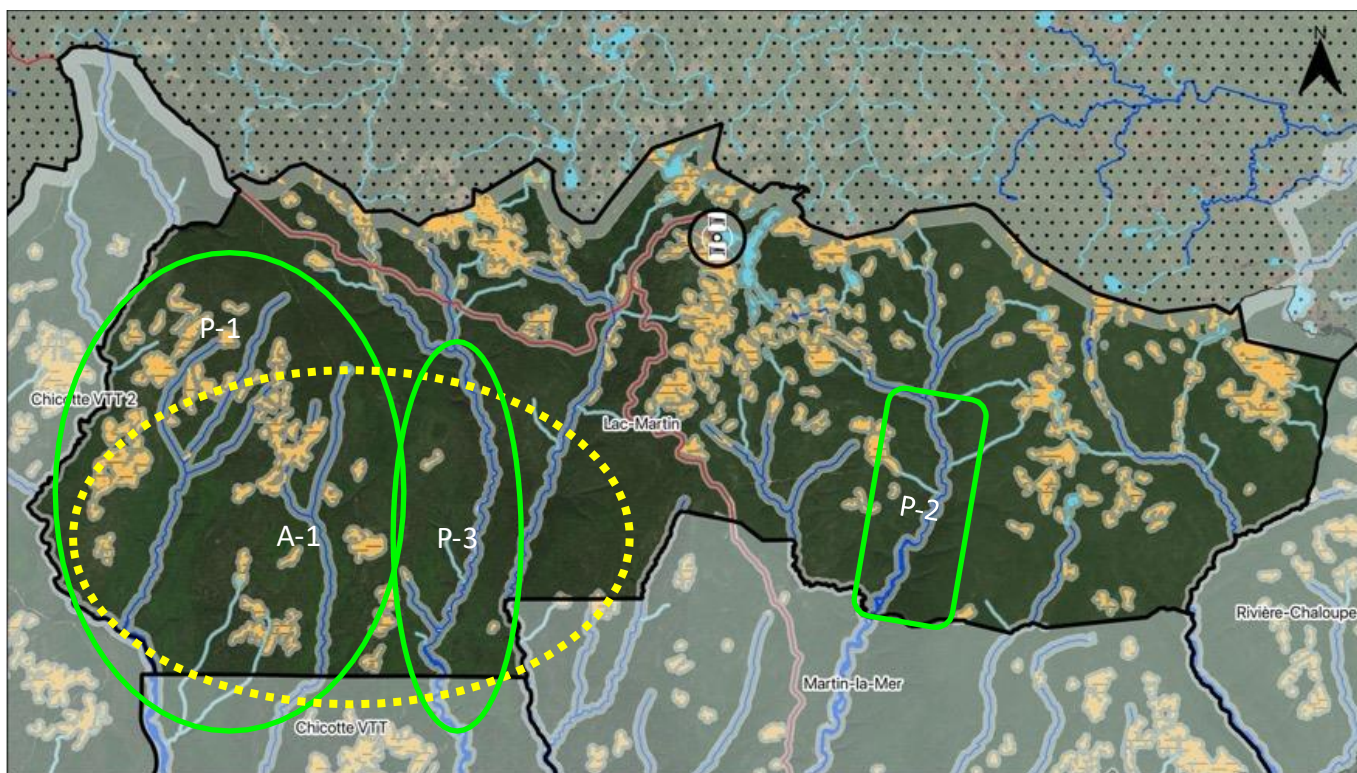 N
P-1
Chicotte VTT 2
Lac-Martin
P-2
A-1
P-3
Rivière-Chaloupe
Martin-la-Mer
Chicotte VTT